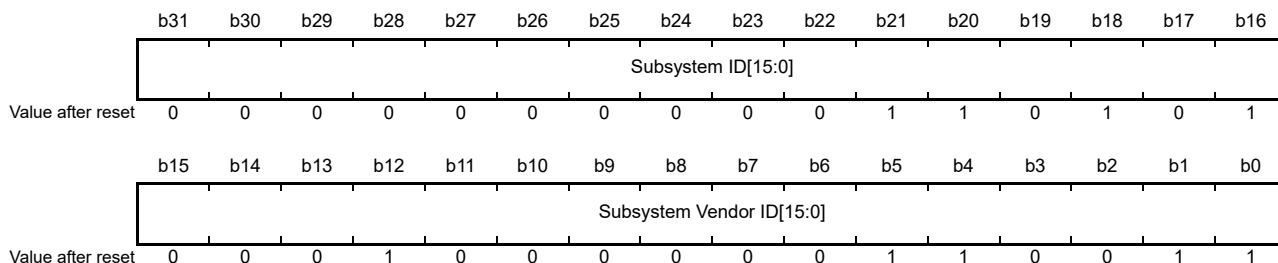 b31 b30 b29 b28 b27 b26 b25 b24 b23 b22 b21 b20 b19 b18 b17 b16
Subsystem ID[15:0]
Value after reset 0 0 0 0 0 0 0 0 0 0 1 1 0 1 0 1
b15 b14 b13 b12 b11 b10 b9 b8 b7 b6 b5 b4 b3 b2 b1 b0
Subsystem Vendor ID[15:0]
Value after reset 0 0 0 1 0 0 0 0 0 0 1 1 0 0 1 1